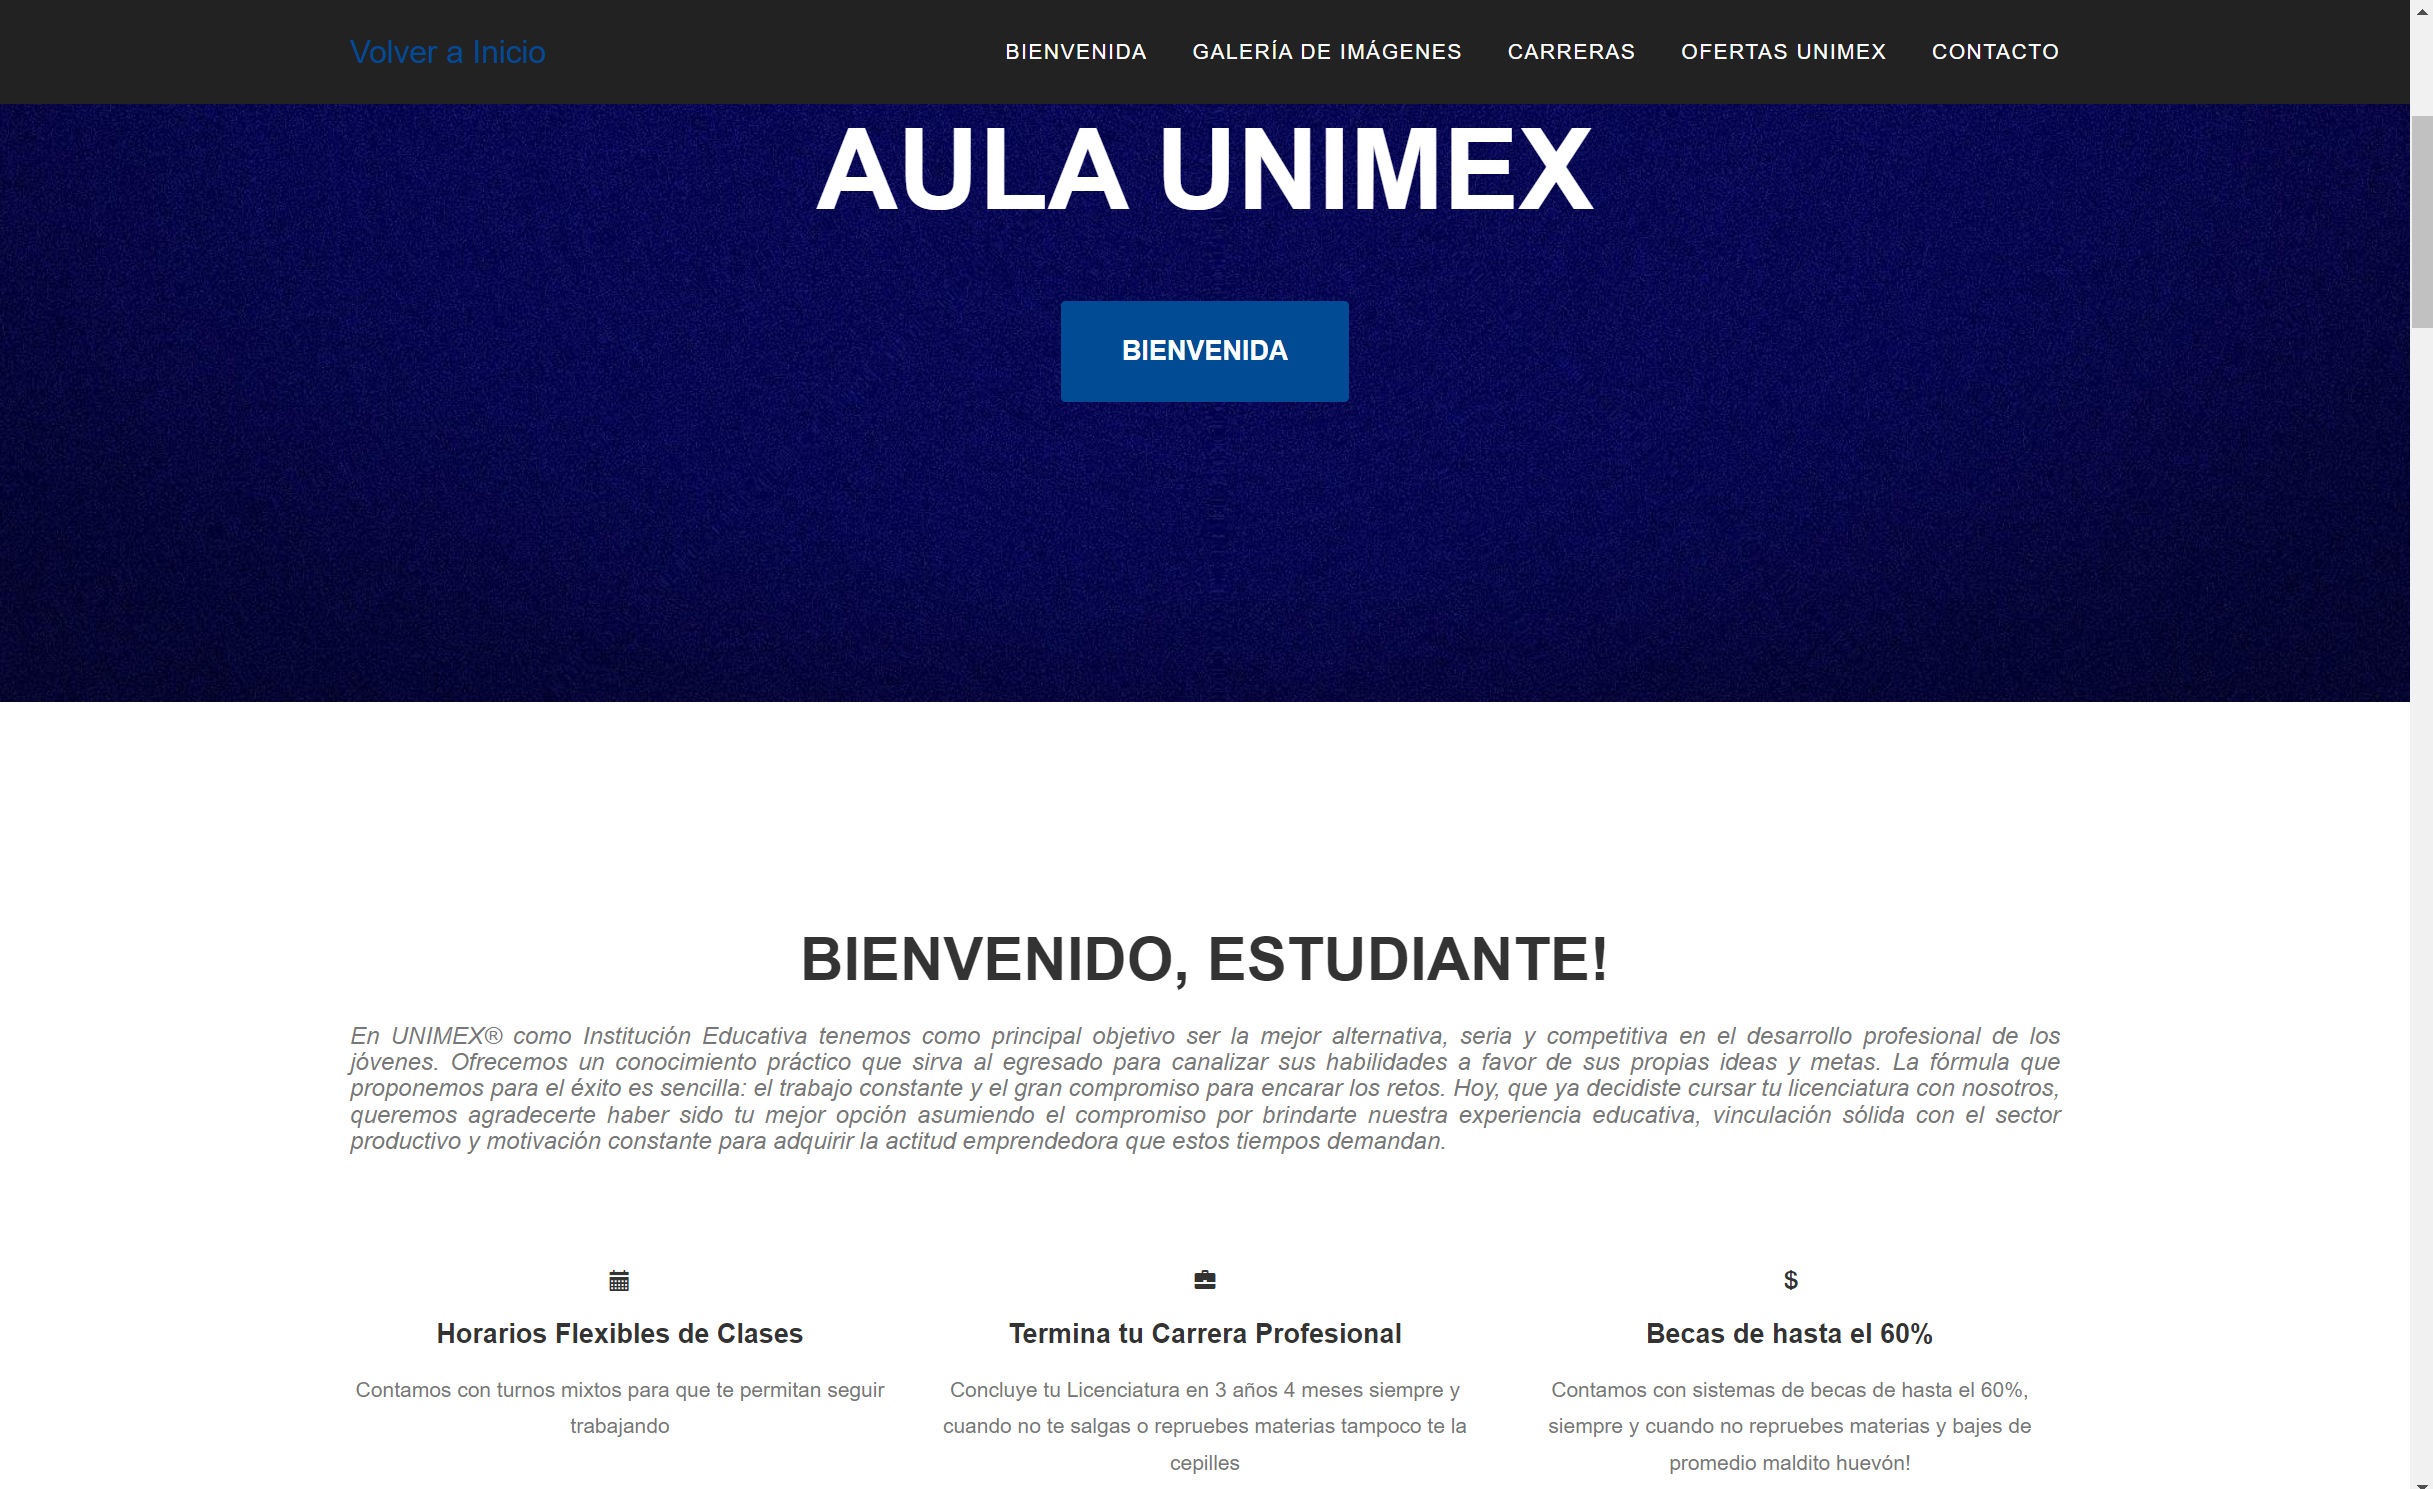 Volver a Inicio
BIENVENIDA
GALERÍA DE IMÁGENES
CARRERAS
OFERTAS UNIMEX
CONTACTO
AULA UNIMEX
BIENVENIDA
BIENVENIDO, ESTUDIANTE!
En UNIMEX® como Institución Educativa tenemos como principal objetivo ser la mejor alternativa, seria y competitiva en el desarrollo profesional de los
jóvenes. Ofrecemos un conocimiento práctico que sirva al egresado para canalizar sus habilidades a favor de sus propias ideas y metas. La fórmula que
proponemos para el éxito es sencilla: el trabajo constante y el gran compromiso para encarar los retos. Hoy, que ya decidiste cursar tu licenciatura con nosotros,
queremos agradecerte haber sido tu mejor opción asumiendo el compromiso por brindarte nuestra experiencia educativa, vinculación sólida con el sector
productivo y motivación constante para adquirir la actitud emprendedora que estos tiempos demandan.
Horarios Flexibles de Clases
Contamos con turnos mixtos para que te permitan seguir
trabajando
Termina tu Carrera Profesional
Concluye tu Licenciatura en 3 años 4 meses siempre y
cuando no te salgas o repruebes materias tampoco te la
cepilles
$
Becas de hasta el 60%
Contamos con sistemas de becas de hasta el 60%,
siempre y cuando no repruebes materias y bajes de
promedio maldito huevón!